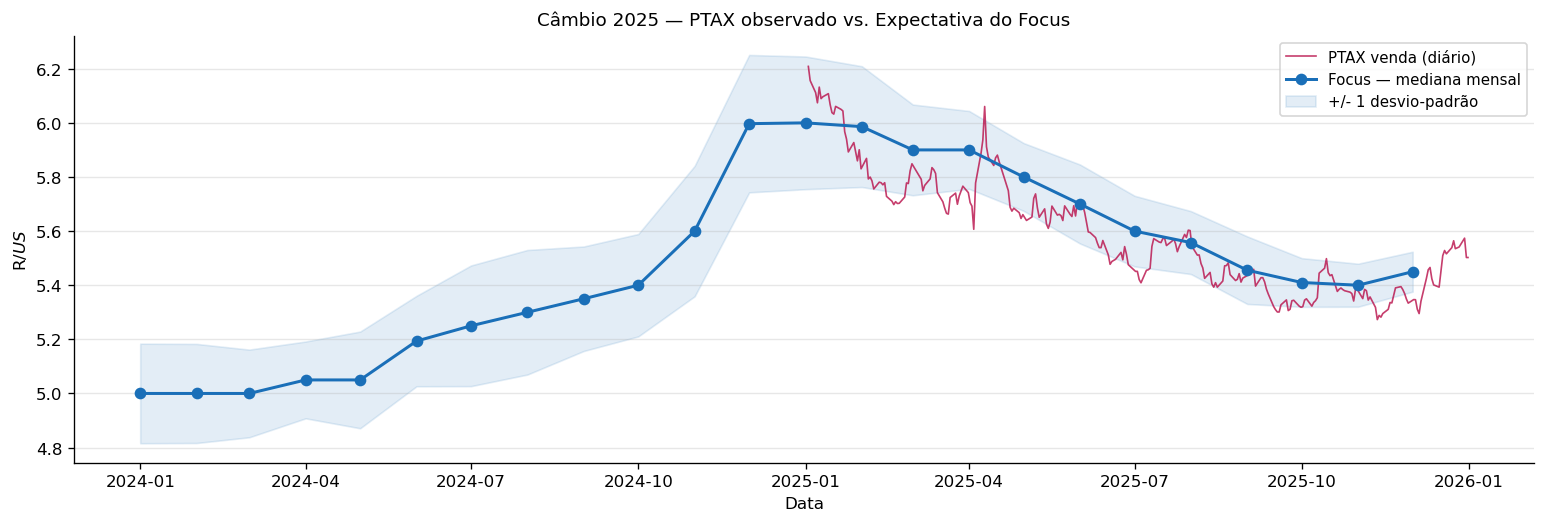 Câmbio 2025 — PTAX observado vs. Expectativa do Focus
PTAX venda (diário)
Focus — mediana mensal
+/- 1 desvio-padrão
R/US
6.2
6.0
5.8
5.6
5.4
5.2
5.0
4.8
2024-01
2024-04
2024-07
2024-10
2025-01
2025-04
2025-07
2025-10
2026-01
Data